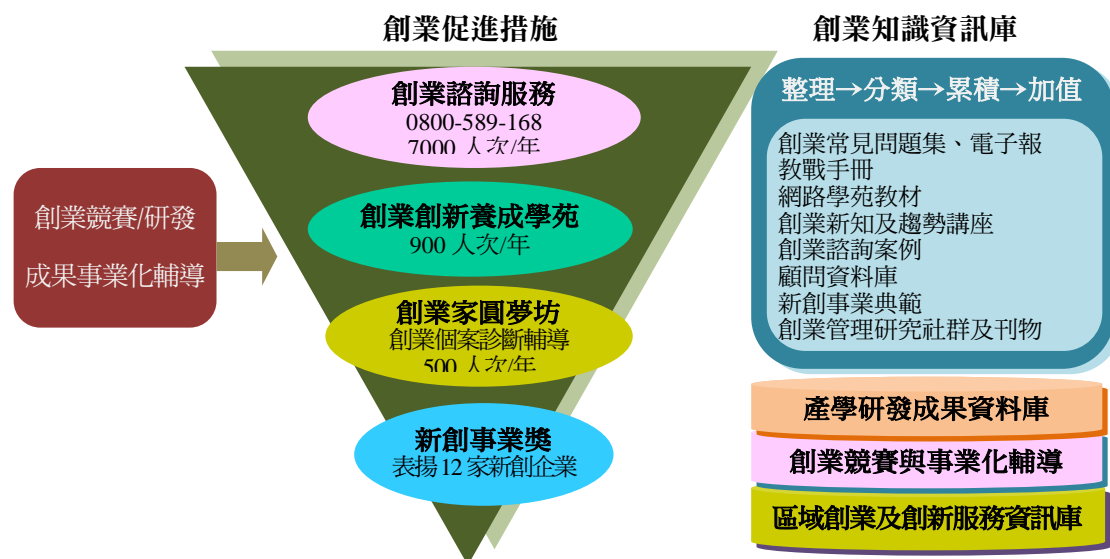 創業促進措施
創業知識資訊庫
創業競賽/研發
成果事業化輔導
創業諮詢服務
0800-589-168
7000 人次/年
創業創新養成學苑
900 人次/年
創業家圓夢坊
創業個案診斷輔導
500 人次/年
新創事業獎
表揚 12 家新創企業
整理→分類→累積→加值
創業常見問題集、電子報
教戰手冊
網路學苑教材
創業新知及趨勢講座
創業諮詢案例
顧問資料庫
新創事業典範
創業管理研究社群及刊物
產學研發成果資料庫
創業競賽與事業化輔導
區域創業及創新服務資訊庫